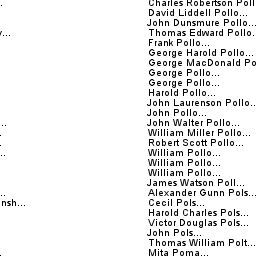 Charles Robertson Poll
David Liddell Pollo...
John Dunsmure Pollo...
Thomas Edward Pollo.
Frank Pollo...
George Harold Pollo...
George MacDonald Po
George Pollo...
George Pollo...
Harold Pollo...
John Laurenson Pollo..
John Pollo...
...
John Walter Pollo...
William Miller Pollo...
Robert Scott Pollo...
... William Pollo...
William Pollo...
William Pollo...
James Watson Poll...
... Alexander Gunn Pols...
nsh... Cecil Pols...
Harold Charles Pols...
Victor Douglas Pols...
John Pols...
Thomas William Polt...
Mita Poma...